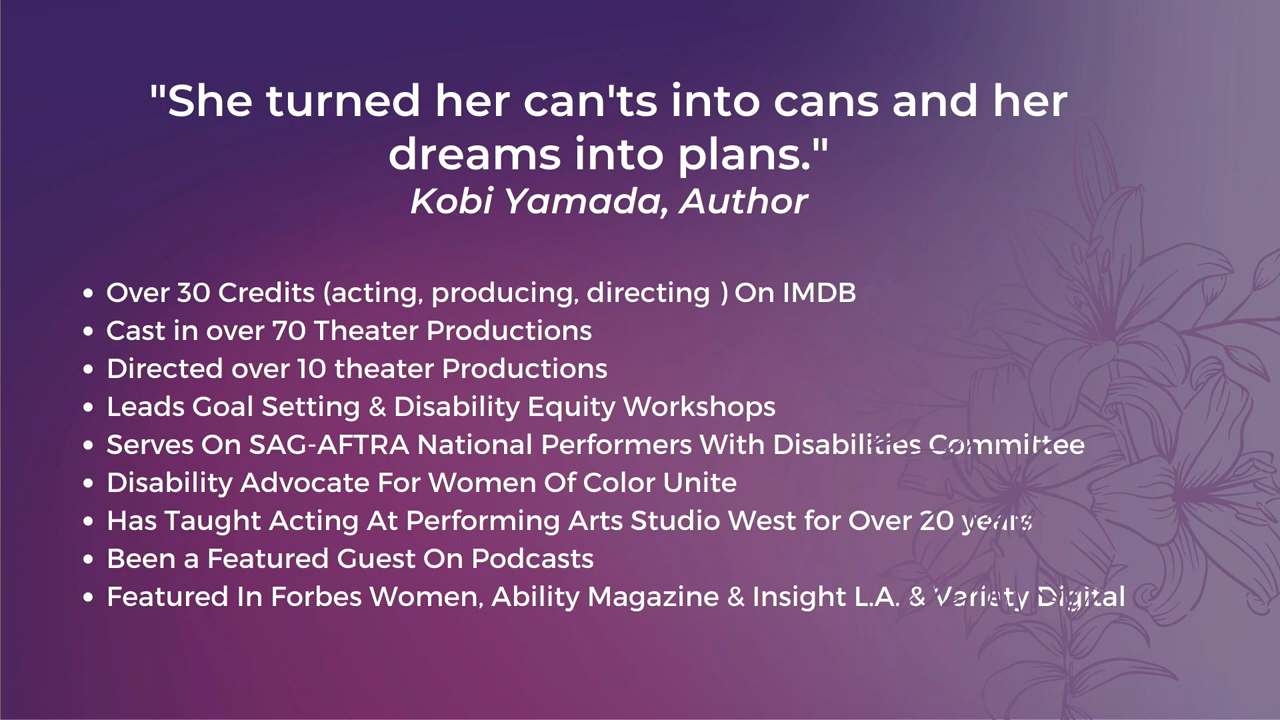 "She turned her can'ts into cans and her
dreams into plans."
Kobi Yamada, Author
• Over 30 Credits (acting, producing, directing ) On IMDB
• Cast in over 70 Theater Productions
• Directed over 10 theater Productions
• Leads Goal Setting & Disability Equity Workshops
• Serves On SAG-AFTRA National Performers With Disabilities Committee
• Disability Advocate For Women Of Color Unite
• Has Taught Acting At Performing Arts Studio West for Over 20 years
• Been a Featured Guest On Podcasts
• Featured In Forbes Women, Ability Magazine & Insight L.A. & Variety Digital